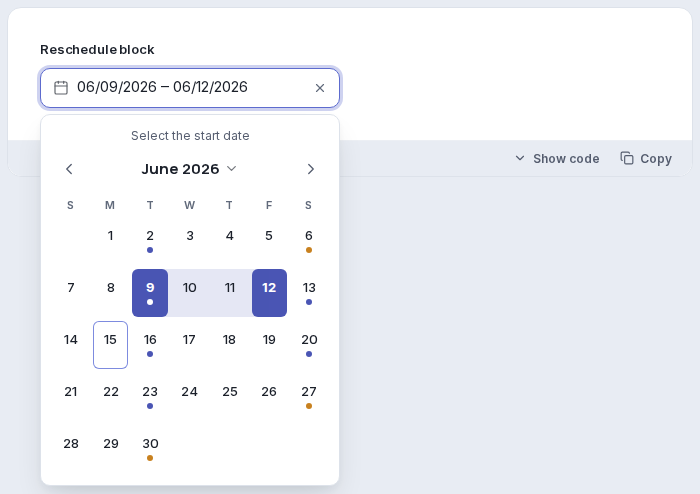 Reschedule block
06/09/2026 – 06/12/2026
Select the start date
June 2026
Show code
Copy
S M T W T F S
1 2 3 4 5 6
7 8 9 10 11 12 13
14 15 16 17 18 19 20
21 22 23 24 25 26 27
28 29 30